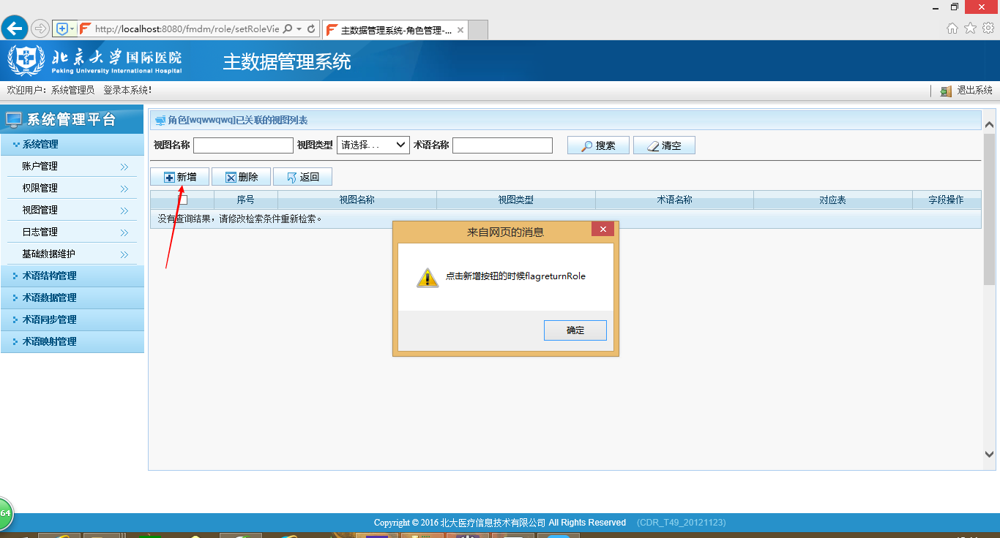 http://localhost:8080/fmdm/role/setRoleVie
主数据管理系统-角色管理-...
北京大学国际医院
Peking University International Hospital
主数据管理系统
欢迎用户：系统管理员 登录本系统!
退出系统
系统管理平台
系统管理
账户管理
权限管理
视图管理
日志管理
基础数据维护
术语结构管理
术语数据管理
术语同步管理
术语映射管理
角色[wqwwqwq]已关联的视图列表
视图名称 视图类型 请选择... 术语名称 搜索 清空
新增 删除 返回
序号 视图名称 视图类型 术语名称 对应表 字段操作
没有查询结果，请修改检索条件重新检索。
来自网页的消息
点击新增按钮的时候flagreturnRole
确定
64
Copyright © 2016 北大医疗信息技术有限公司 All Rights Reserved (CDR_T49_20121123)